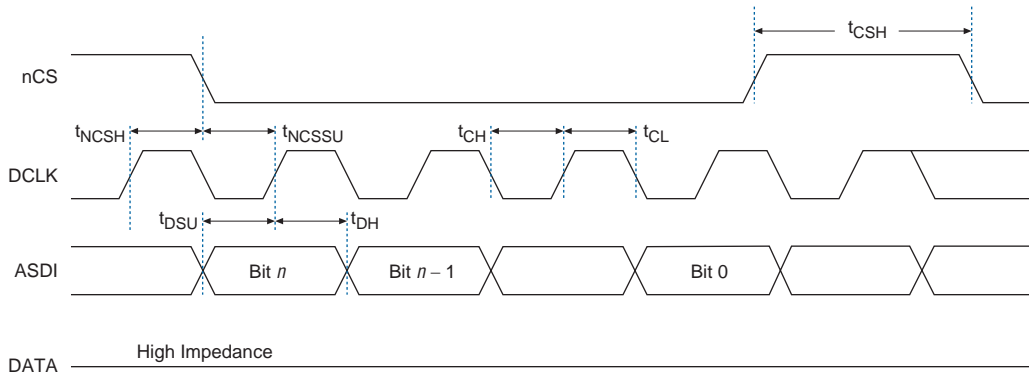 tCSH
nCS
tNCSH
tNCSSU
tCH
tCL
DCLK
tDSU
tDH
ASDI
Bit n
Bit n – 1
Bit 0
High Impedance
DATA